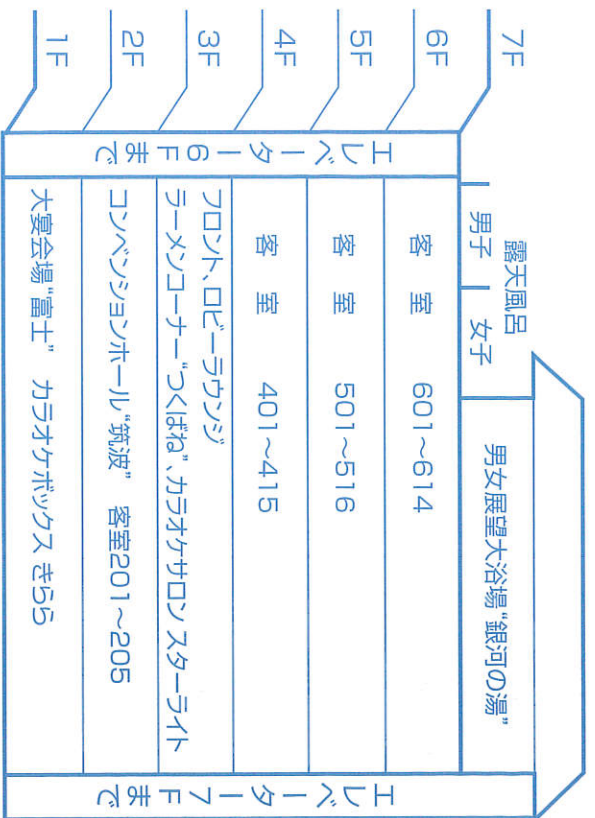 7F
露天風呂
男子 女子
男女展望大浴場“銀河の湯”
6F
客 室 601〜614
5F
客 室 501〜516
4F
客 室 401〜415
3F
フロント、ロビーラウンジ
ラーメンコーナー“つくばね”、カラオケサロン スターライト
2F
コンベンションホール“筑波” 客室201〜205
1F
大宴会場“富士” カラオケボックス きらら
エレベーター6Fまで
エレベーター7Fまで